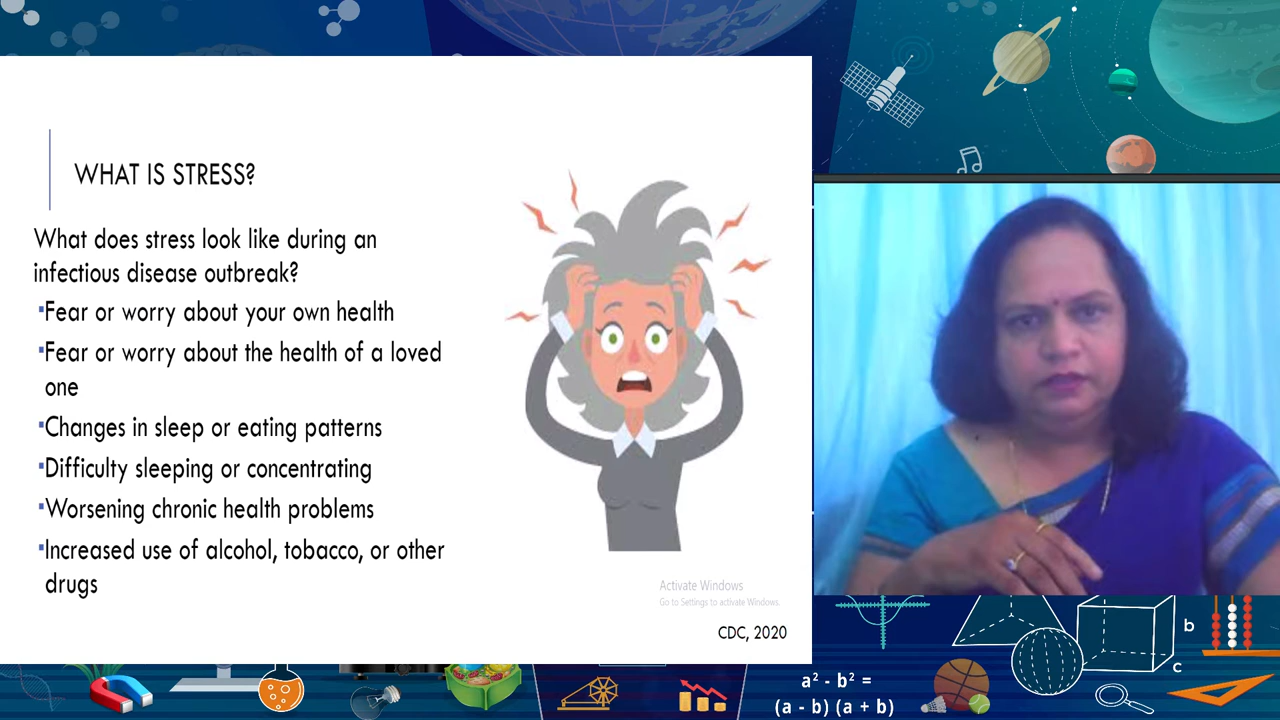 WHAT IS STRESS?
What does stress look like during an
infectious disease outbreak?
▪Fear or worry about your own health
▪Fear or worry about the health of a loved
one
▪Changes in sleep or eating patterns
▪Difficulty sleeping or concentrating
▪Worsening chronic health problems
▪Increased use of alcohol, tobacco, or other
drugs
Activate Windows
Go to Settings to activate Windows.
CDC, 2020
b
c
a² - b² =
(a - b) (a + b)